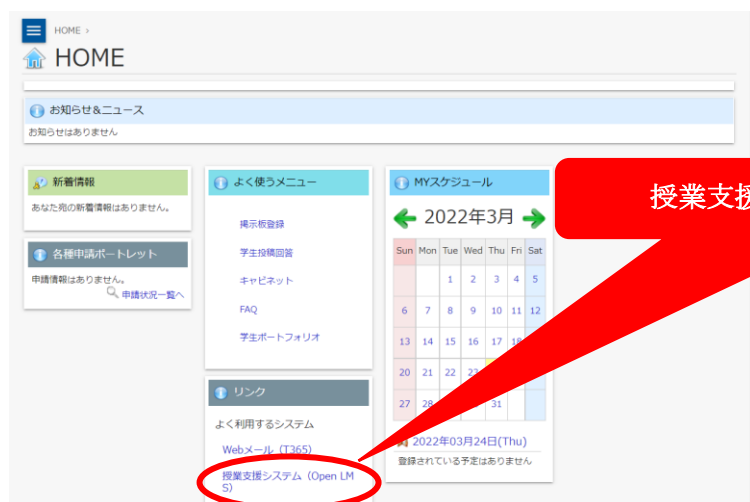 HOME ›
HOME
お知らせ&ニュース
お知らせはありません
新着情報
あなた宛の新着情報はありません。
各種申請ポートレット
申請情報はありません。
申請状況一覧へ
よく使うメニュー
掲示板登録
学生投稿回答
キャビネット
FAQ
学生ポートフォリオ
リンク
よく利用するシステム
Webメール（T365）
授業支援システム（Open LM
S）
MYスケジュール
2022年3月
Sun Mon Tue Wed Thu Fri Sat
1 2 3 4 5
6 7 8 9 10 11 12
13 14 15 16 17 18
20 21 22 23
27 28 31
2022年03月24日(Thu)
登録されている予定はありません
授業支援